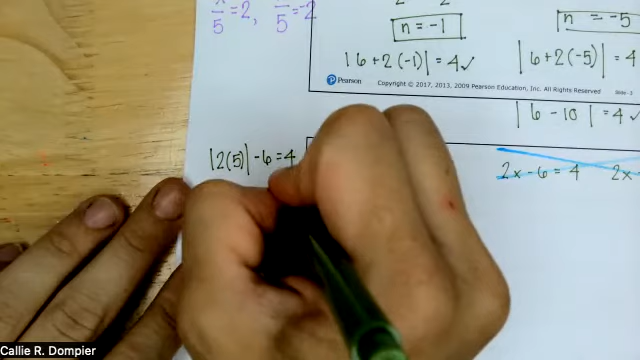 x/5 = 2, /5 = -2
n = -1
n = -5
|6+2(-1)| = 4 ✓
|6+2(-5)| = 4
Pearson
Copyright © 2017, 2013, 2009 Pearson Education, Inc. All Rights Reserved
Slide - 3
|6 - 10| = 4 ✓
|2(5)| - 6 = 4
2x - 6 = 4 2x
Callie R. Dompier